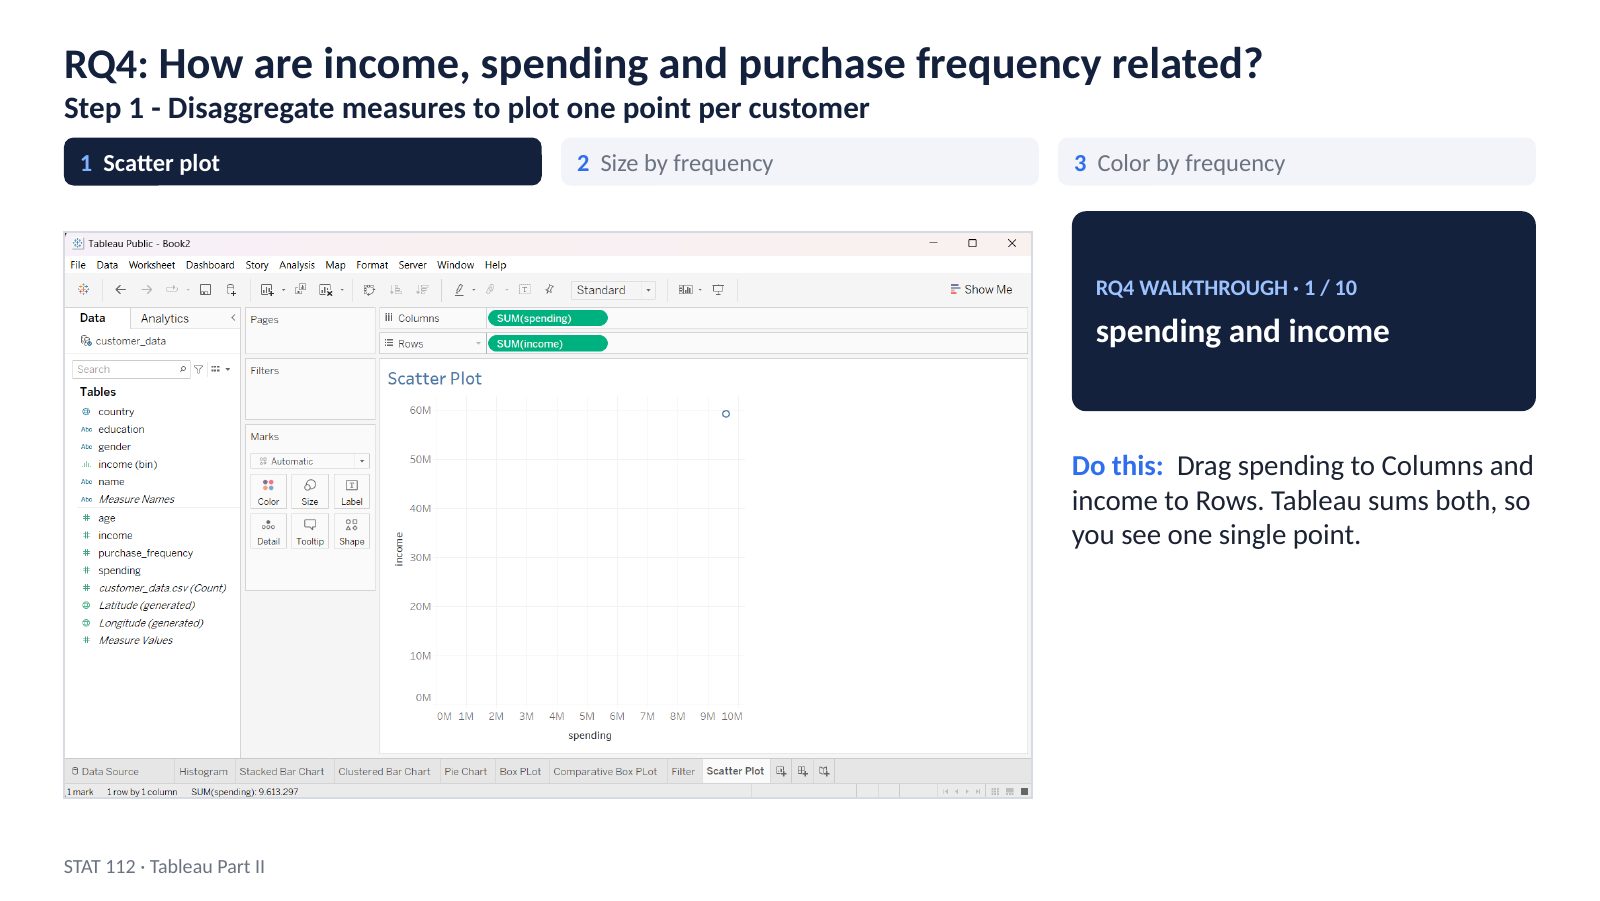 RQ4: How are income, spending and purchase frequency related?
Step 1 - Disaggregate measures to plot one point per customer
1 Scatter plot
2 Size by frequency
3 Color by frequency
Tableau Public - Book2
File Data Worksheet Dashboard Story Analysis Map Format Server Window Help
Standard
Show Me
Data Analytics
customer_data
Search
Tables
country
Abc education
Abc gender
income (bin)
Abc name
Abc Measure Names
# age
# income
# purchase_frequency
# spending
# customer_data.csv (Count)
Latitude (generated)
Longitude (generated)
# Measure Values
Pages
Filters
Marks
Automatic
Color Size Label
Detail Tooltip Shape
Columns SUM(spending)
Rows SUM(income)
Scatter Plot
60M
50M
40M
30M
20M
10M
0M
income
0M 1M 2M 3M 4M 5M 6M 7M 8M 9M 10M
spending
Data Source Histogram Stacked Bar Chart Clustered Bar Chart Pie Chart Box PLot Comparative Box PLot Filter Scatter Plot
1 mark 1 row by 1 column SUM(spending): 9.613.297
RQ4 WALKTHROUGH · 1 / 10
spending and income
Do this: Drag spending to Columns and
income to Rows. Tableau sums both, so
you see one single point.
STAT 112 · Tableau Part II